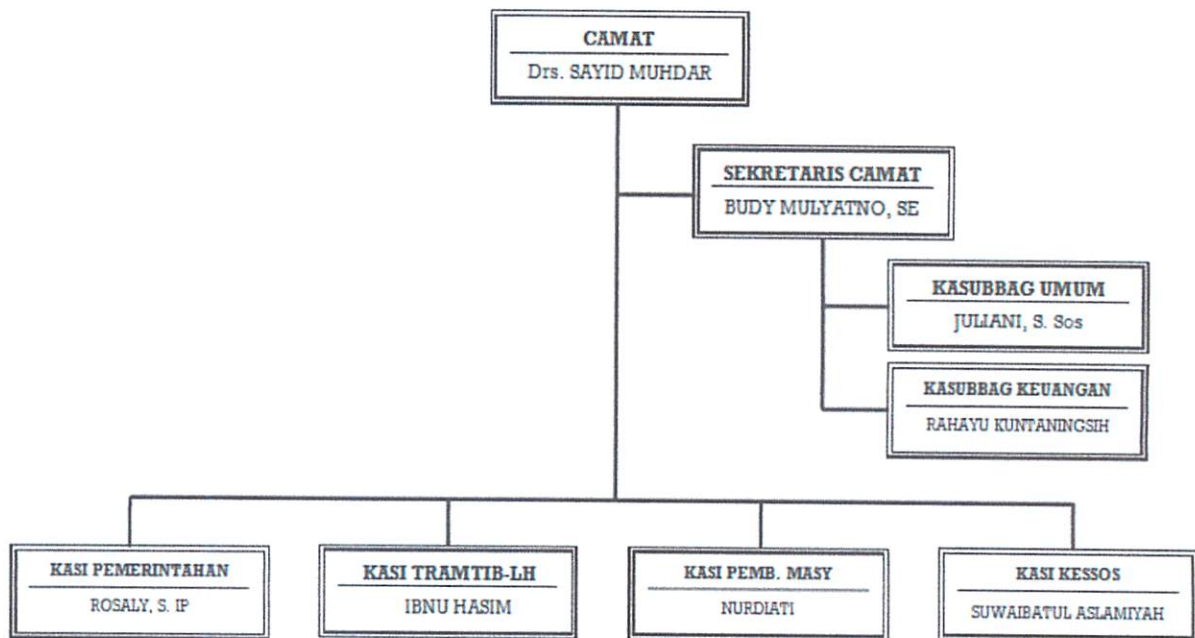 CAMAT
Drs. SAYID MUHDAR
SEKRETARIS CAMAT
BUDY MULYATNO, SE
KASUBBAG UMUM
JULIANI, S. Sos
KASUBBAG KEUANGAN
RAHAYU KUNTANINGSIH
KASI PEMERINTAHAN
ROSALY, S. IP
KASI TRAMTIB-LH
IBNU HASIM
KASI PEMB. MASY
NURDIATI
KASI KESSOS
SUWAIBATUL ASLAMIYAH